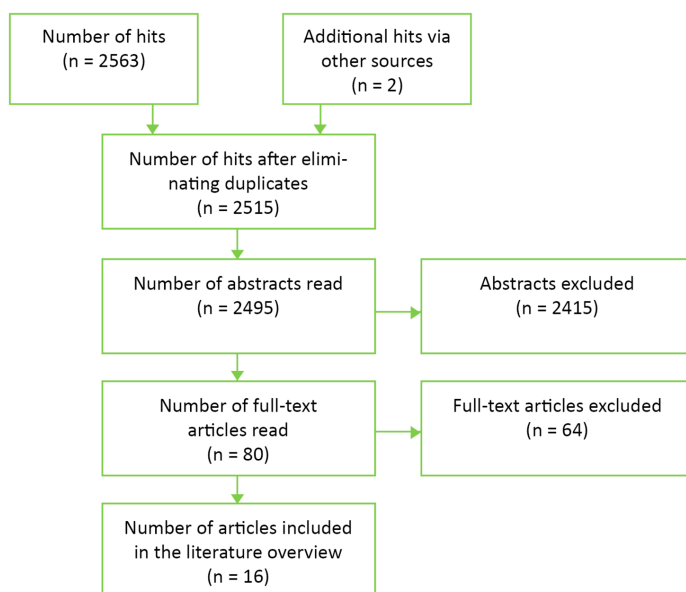 Number of hits
(n = 2563)
Additional hits via
other sources
(n = 2)
Number of hits after elimi-
nating duplicates
(n = 2515)
Number of abstracts read
(n = 2495)
Abstracts excluded
(n = 2415)
Number of full-text
articles read
(n = 80)
Full-text articles excluded
(n = 64)
Number of articles included
in the literature overview
(n = 16)